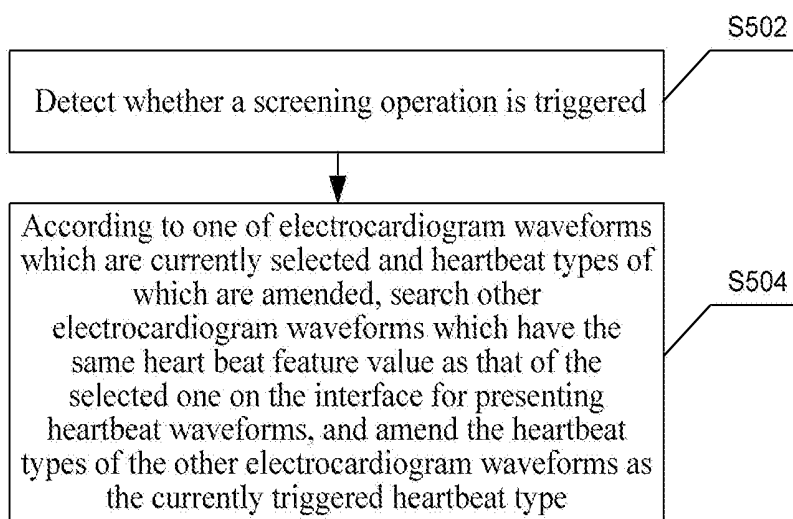 S502
Detect whether a screening operation is triggered
According to one of electrocardiogram waveforms
which are currently selected and heartbeat types of
which are amended, search other
electrocardiogram waveforms which have the
same heart beat feature value as that of the
selected one on the interface for presenting
heartbeat waveforms, and amend the heartbeat
types of the other electrocardiogram waveforms as
the currently triggered heartbeat type
S504